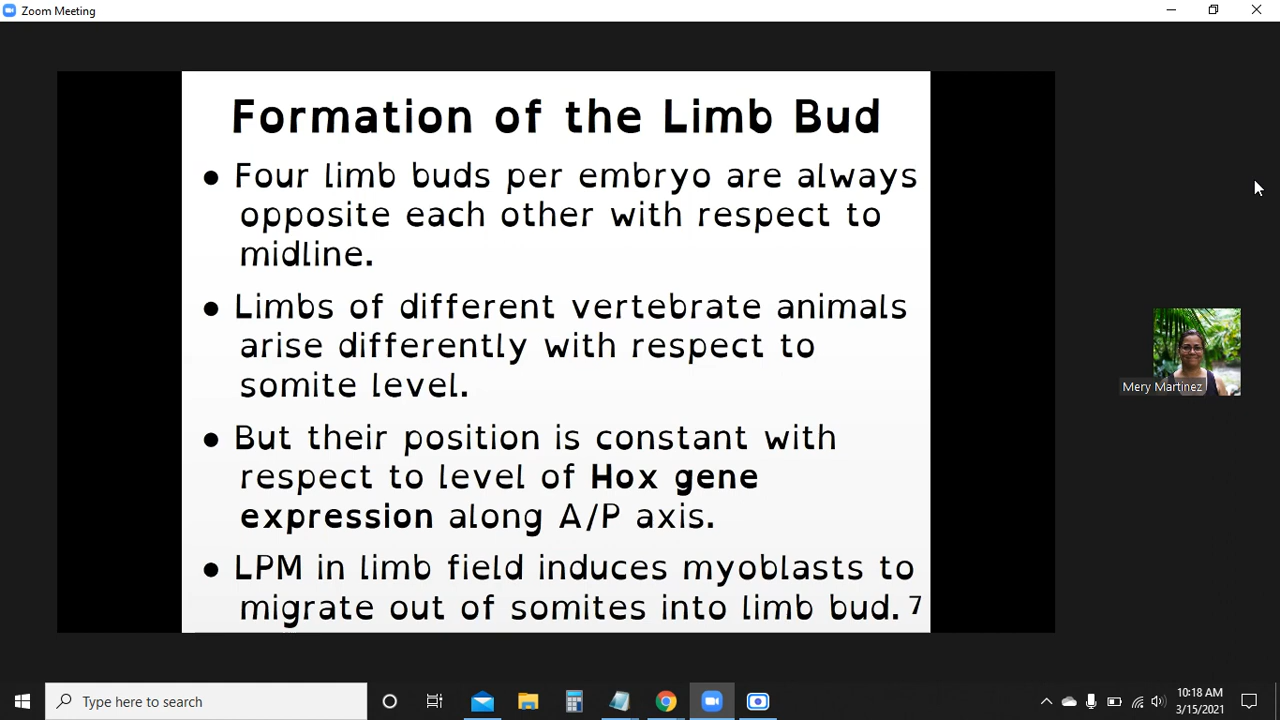 Zoom Meeting
Formation of the Limb Bud
• Four limb buds per embryo are always
opposite each other with respect to
midline.
• Limbs of different vertebrate animals
arise differently with respect to
somite level.
• But their position is constant with
respect to level of Hox gene
expression along A/P axis.
• LPM in limb field induces myoblasts to
migrate out of somites into limb bud. 7
Mery Martinez
Type here to search
10:18 AM
3/15/2021